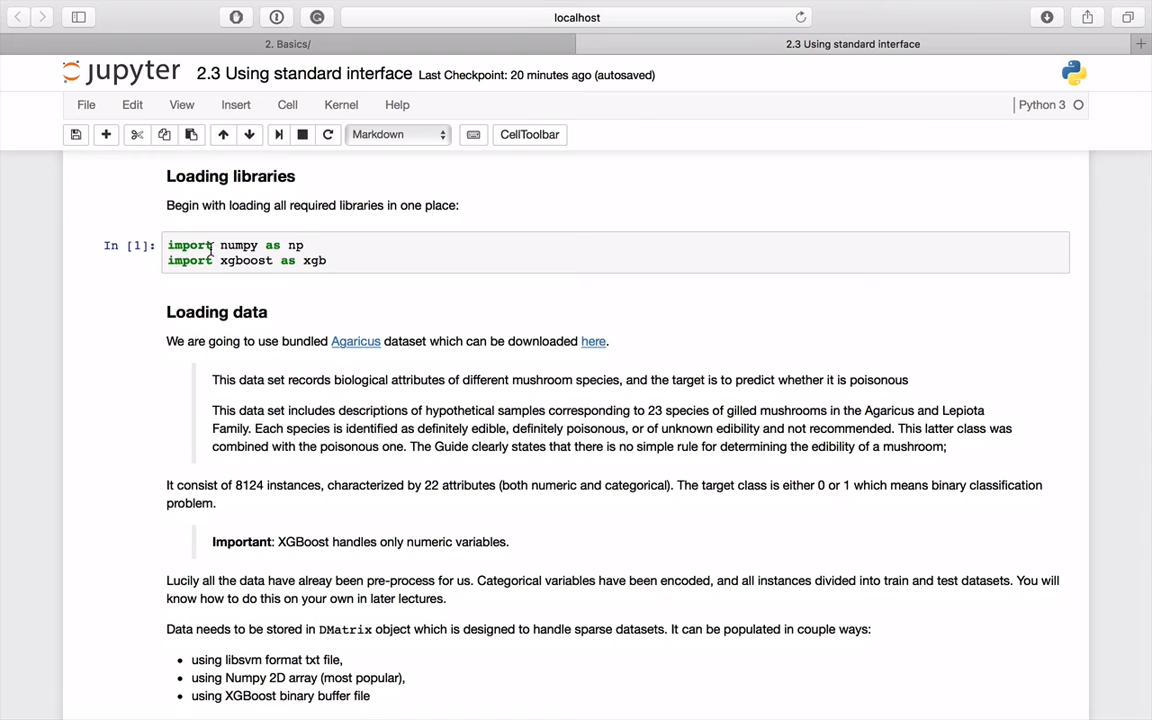 localhost
2. Basics/
2.3 Using standard interface
jupyter 2.3 Using standard interface Last Checkpoint: 20 minutes ago (autosaved)
File Edit View Insert Cell Kernel Help Python 3
Markdown CellToolbar
Loading libraries
Begin with loading all required libraries in one place:
In [1]: import numpy as np
import xgboost as xgb
Loading data
We are going to use bundled Agaricus dataset which can be downloaded here.
This data set records biological attributes of different mushroom species, and the target is to predict whether it is poisonous
This data set includes descriptions of hypothetical samples corresponding to 23 species of gilled mushrooms in the Agaricus and Lepiota
Family. Each species is identified as definitely edible, definitely poisonous, or of unknown edibility and not recommended. This latter class was
combined with the poisonous one. The Guide clearly states that there is no simple rule for determining the edibility of a mushroom;
It consist of 8124 instances, characterized by 22 attributes (both numeric and categorical). The target class is either 0 or 1 which means binary classification
problem.
Important: XGBoost handles only numeric variables.
Lucily all the data have alreay been pre-process for us. Categorical variables have been encoded, and all instances divided into train and test datasets. You will
know how to do this on your own in later lectures.
Data needs to be stored in DMatrix object which is designed to handle sparse datasets. It can be populated in couple ways:
• using libsvm format txt file,
• using Numpy 2D array (most popular),
• using XGBoost binary buffer file